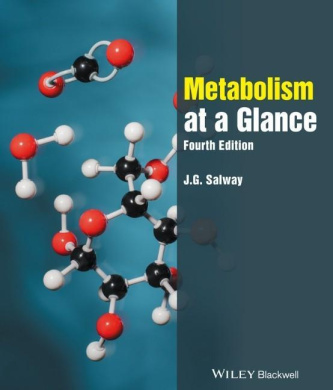 Metabolism
at a Glance
Fourth Edition
J.G. Salway
WILEY Blackwell